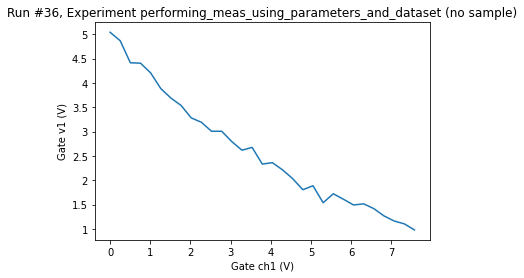 Run #36, Experiment performing_meas_using_parameters_and_dataset (no sample)
5
4.5
4
3.5
3
2.5
2
1.5
1
Gate v1 (V)
0 1 2 3 4 5 6 7
Gate ch1 (V)